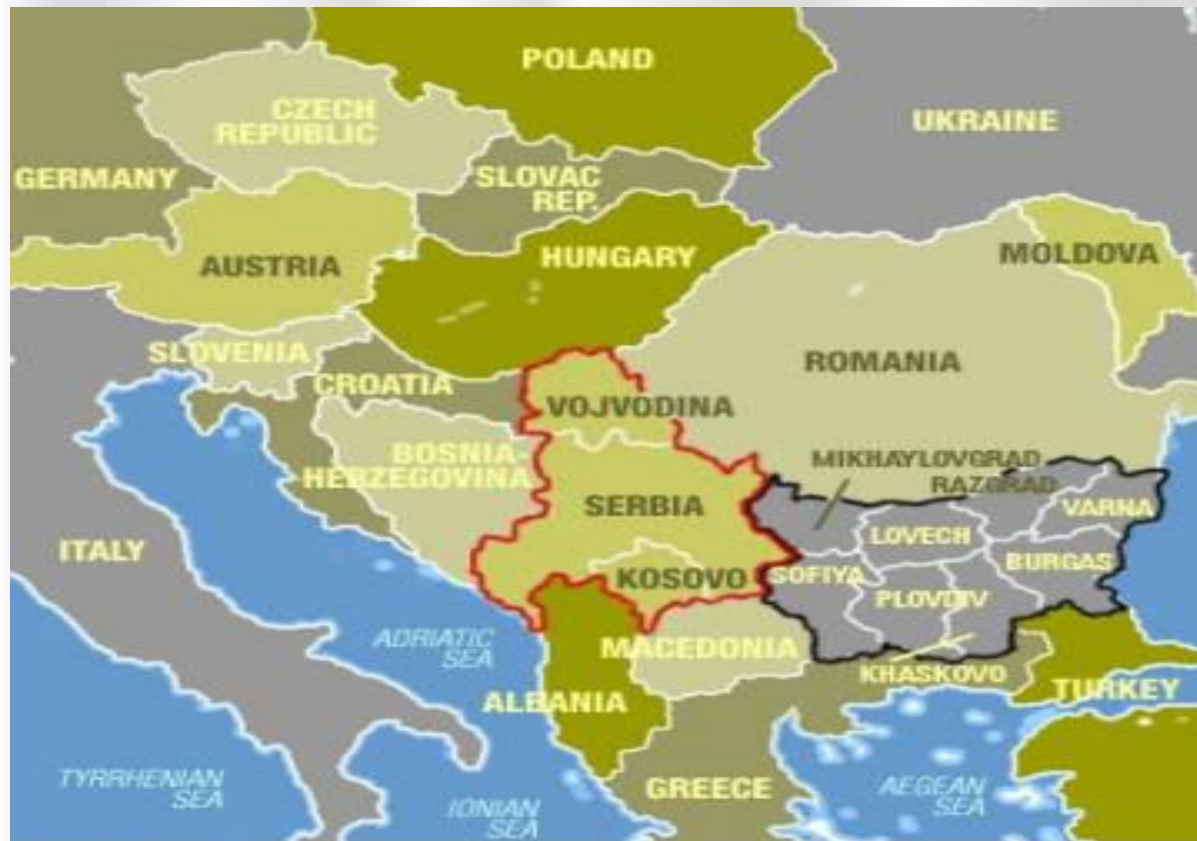 POLAND
CZECH
REPUBLIC
UKRAINE
GERMANY
SLOVAC
REP.
AUSTRIA
HUNGARY
MOLDOVA
SLOVENIA
CROATIA
ROMANIA
VOJVODINA
BOSNIA-
HERZEGOVINA
MIKHAYLOVGRAD
RAZGRAD
VARNA
SERBIA
LOVECH
ITALY
KOSOVO
SOFIYA
BURGAS
PLOVDIV
ADRIATIC
SEA
MACEDONIA
KHASKOVO
ALBANIA
TURKEY
TYRRHENIAN
SEA
IONIAN
SEA
GREECE
AEGEAN
SEA